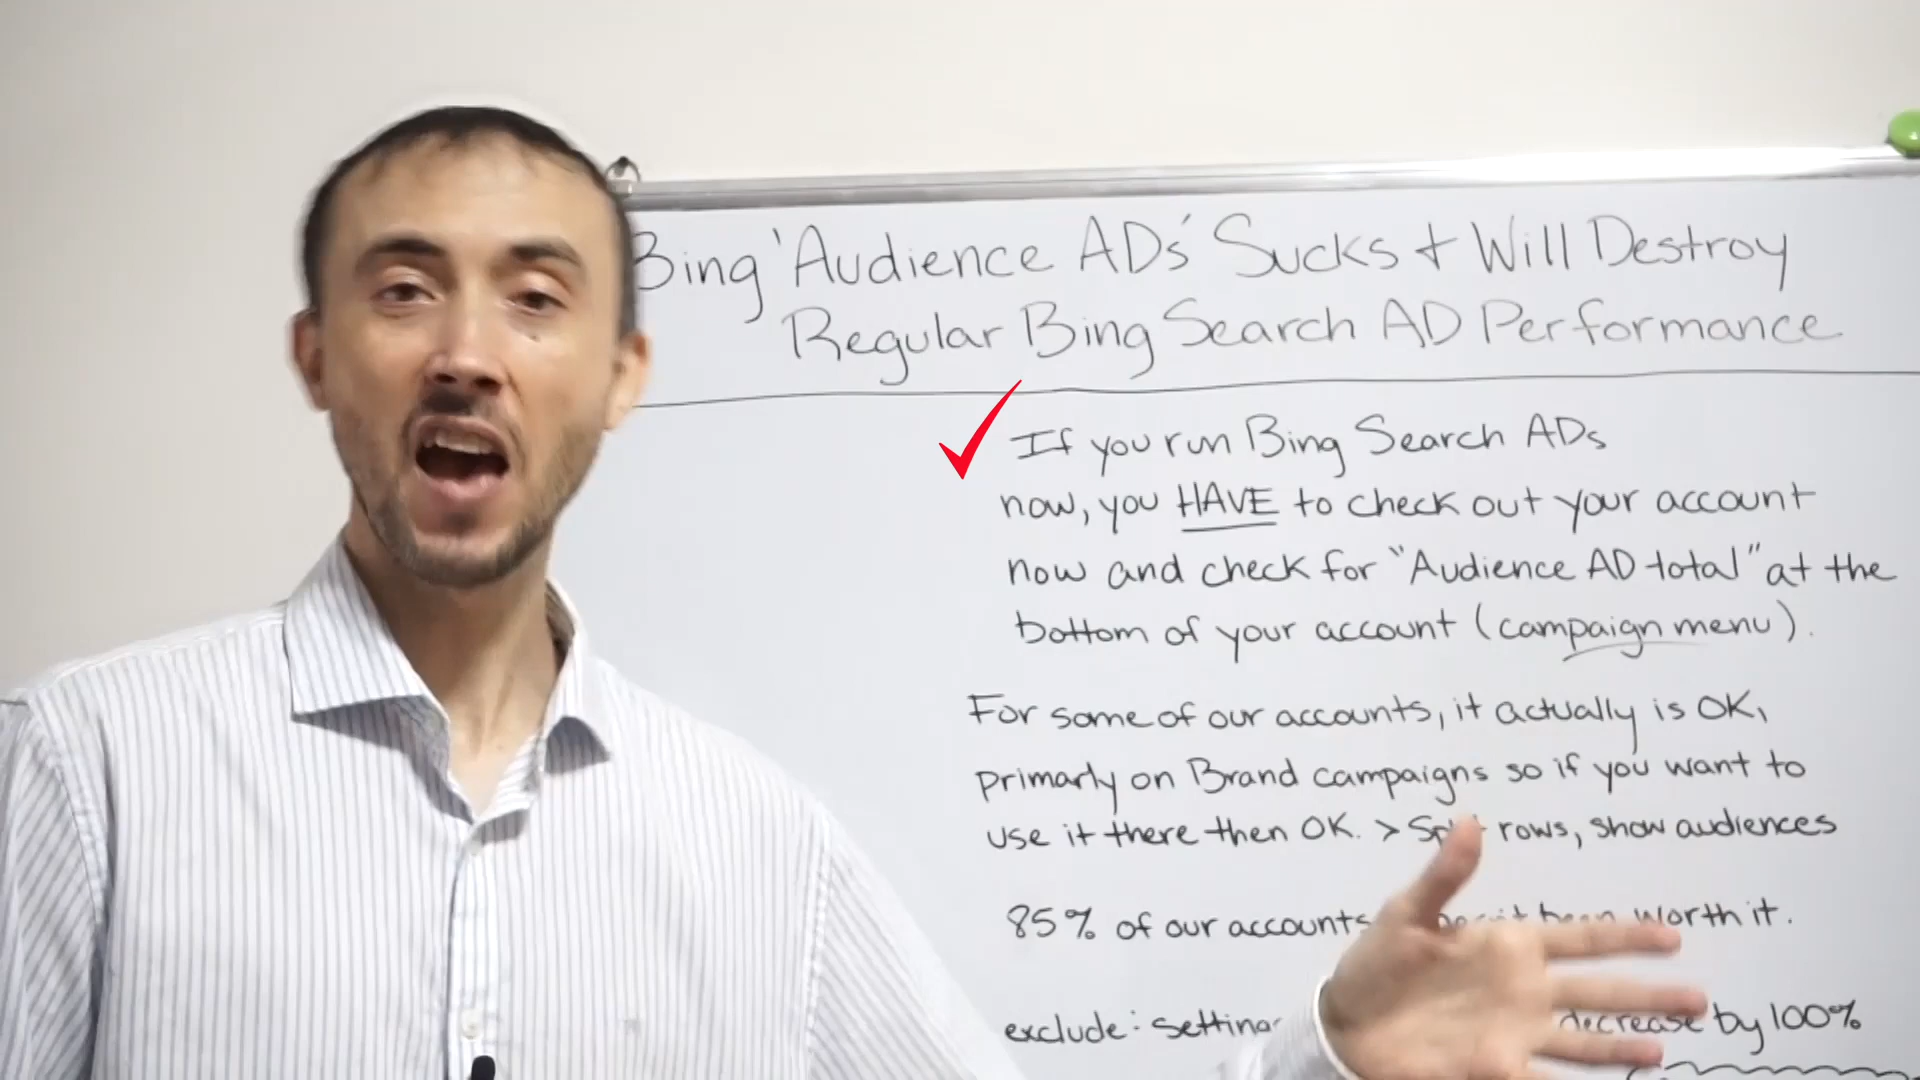 Bing 'Audience ADs' Sucks + Will Destroy
Regular Bing Search AD Performance
If you run Bing Search ADs
now, you HAVE to check out your account
now and check for "Audience AD total" at the
bottom of your account (campaign menu).
For some of our accounts, it actually is OK,
primarly on Brand campaigns so if you want to
use it there then OK. > rows, show audiences
85% of our accounts worth it.
exclude: decrease by 100%